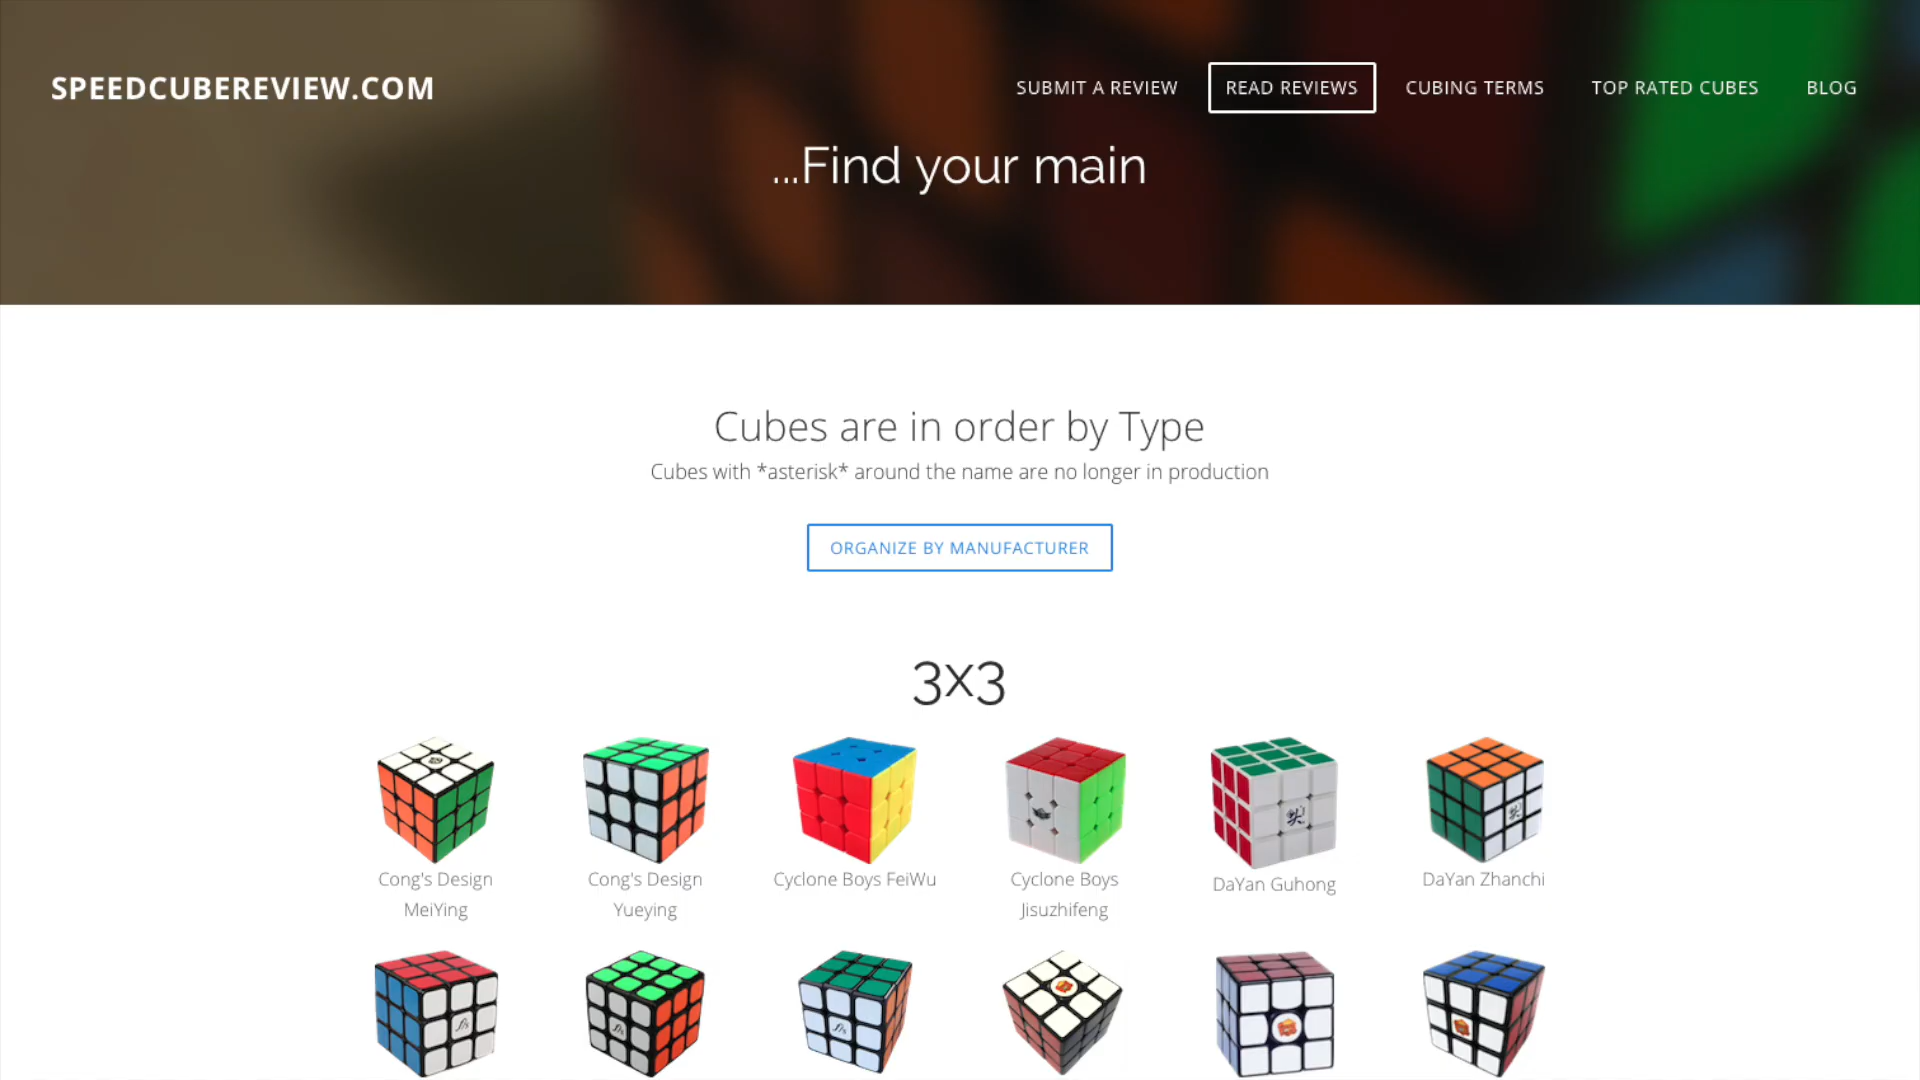 SPEEDCUBEREVIEW.COM
SUBMIT A REVIEW
READ REVIEWS
CUBING TERMS
TOP RATED CUBES
BLOG
...Find your main
Cubes are in order by Type
Cubes with *asterisk* around the name are no longer in production
ORGANIZE BY MANUFACTURER
3x3
Cong's Design
MeiYing
Cong's Design
Yueying
Cyclone Boys FeiWu
Cyclone Boys
Jisuzhifeng
DaYan Guhong
DaYan Zhanchi